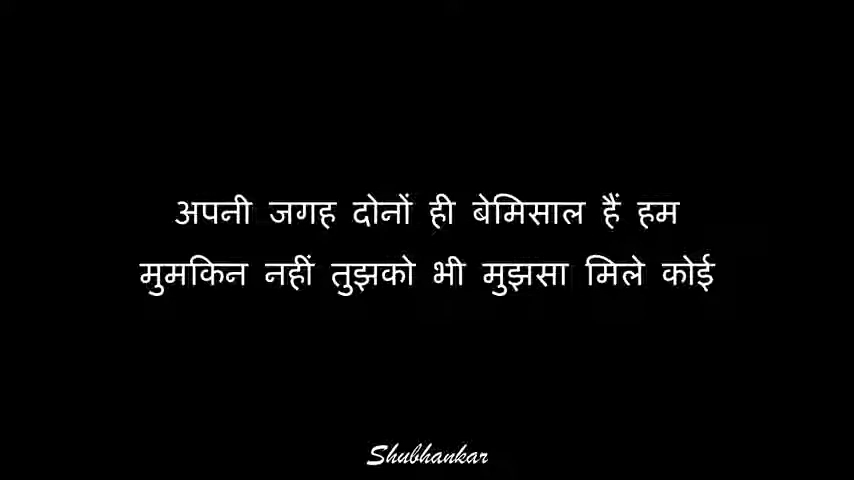 अपनी जगह दोनों ही बेमिसाल हैं हम
मुमकिन नहीं तुझको भी मुझसा मिले कोई
Shubhankar